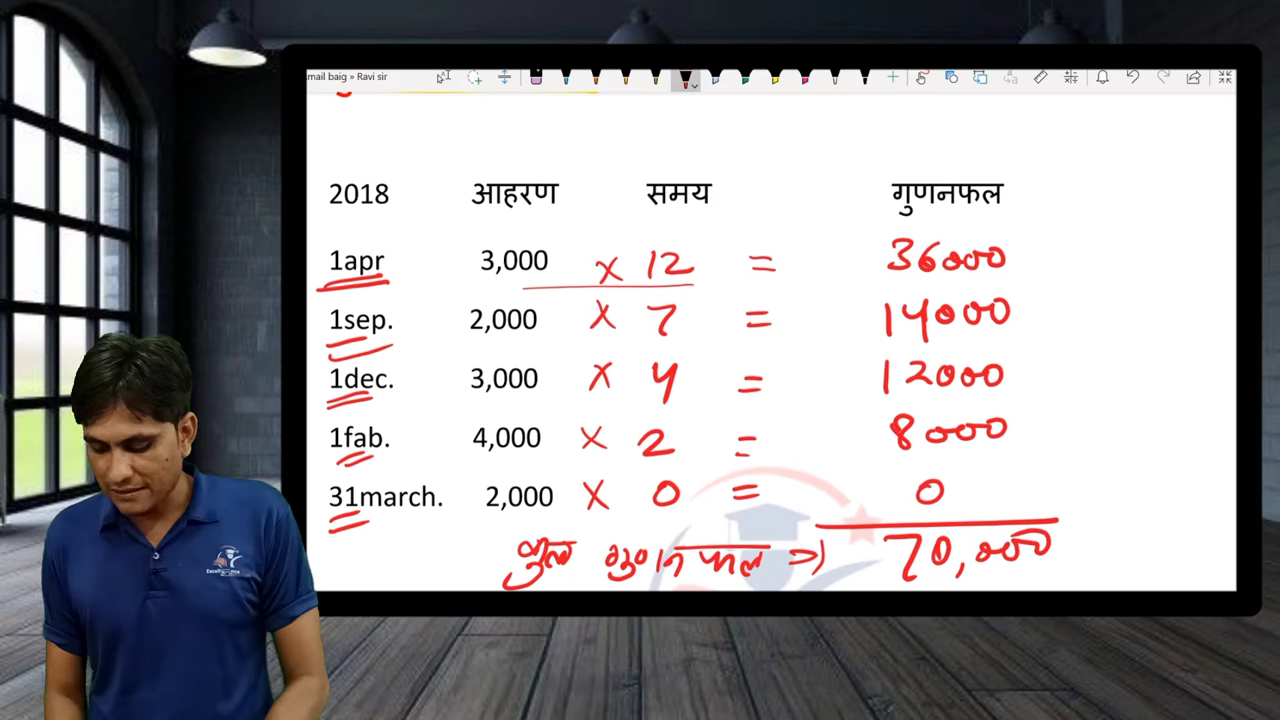 mail baig » Ravi sir
2018 आहरण समय गुणनफल
1apr 3,000 × 12 = 36000
1sep. 2,000 × 7 = 14000
1dec. 3,000 × 4 = 12000
1fab. 4,000 × 2 = 8000
31march. 2,000 × 0 = 0
कुल गुणनफल => 70,000